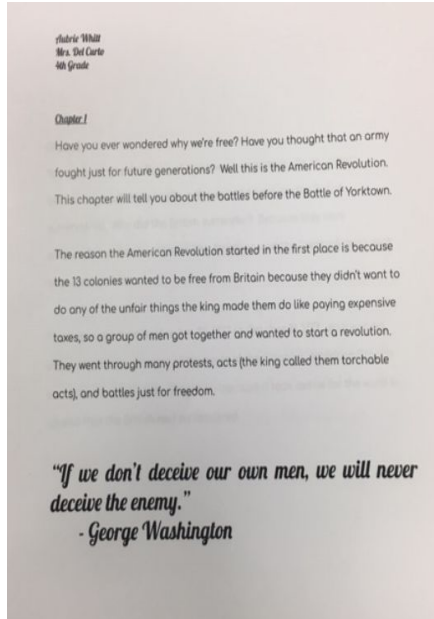 Aubrie Whitt
Mrs. Del Carlo
4th Grade
Chapter 1
Have you ever wondered why we're free? Have you thought that an army
fought just for future generations? Well this is the American Revolution.
This chapter will tell you about the battles before the Battle of Yorktown.
The reason the American Revolution started in the first place is because
the 13 colonies wanted to be free from Britain because they didn't want to
do any of the unfair things the king made them do like paying expensive
taxes, so a group of men got together and wanted to start a revolution.
They went through many protests, acts (the king called them torchable
acts), and battles just for freedom.
"If we don't deceive our own men, we will never
deceive the enemy."
- George Washington